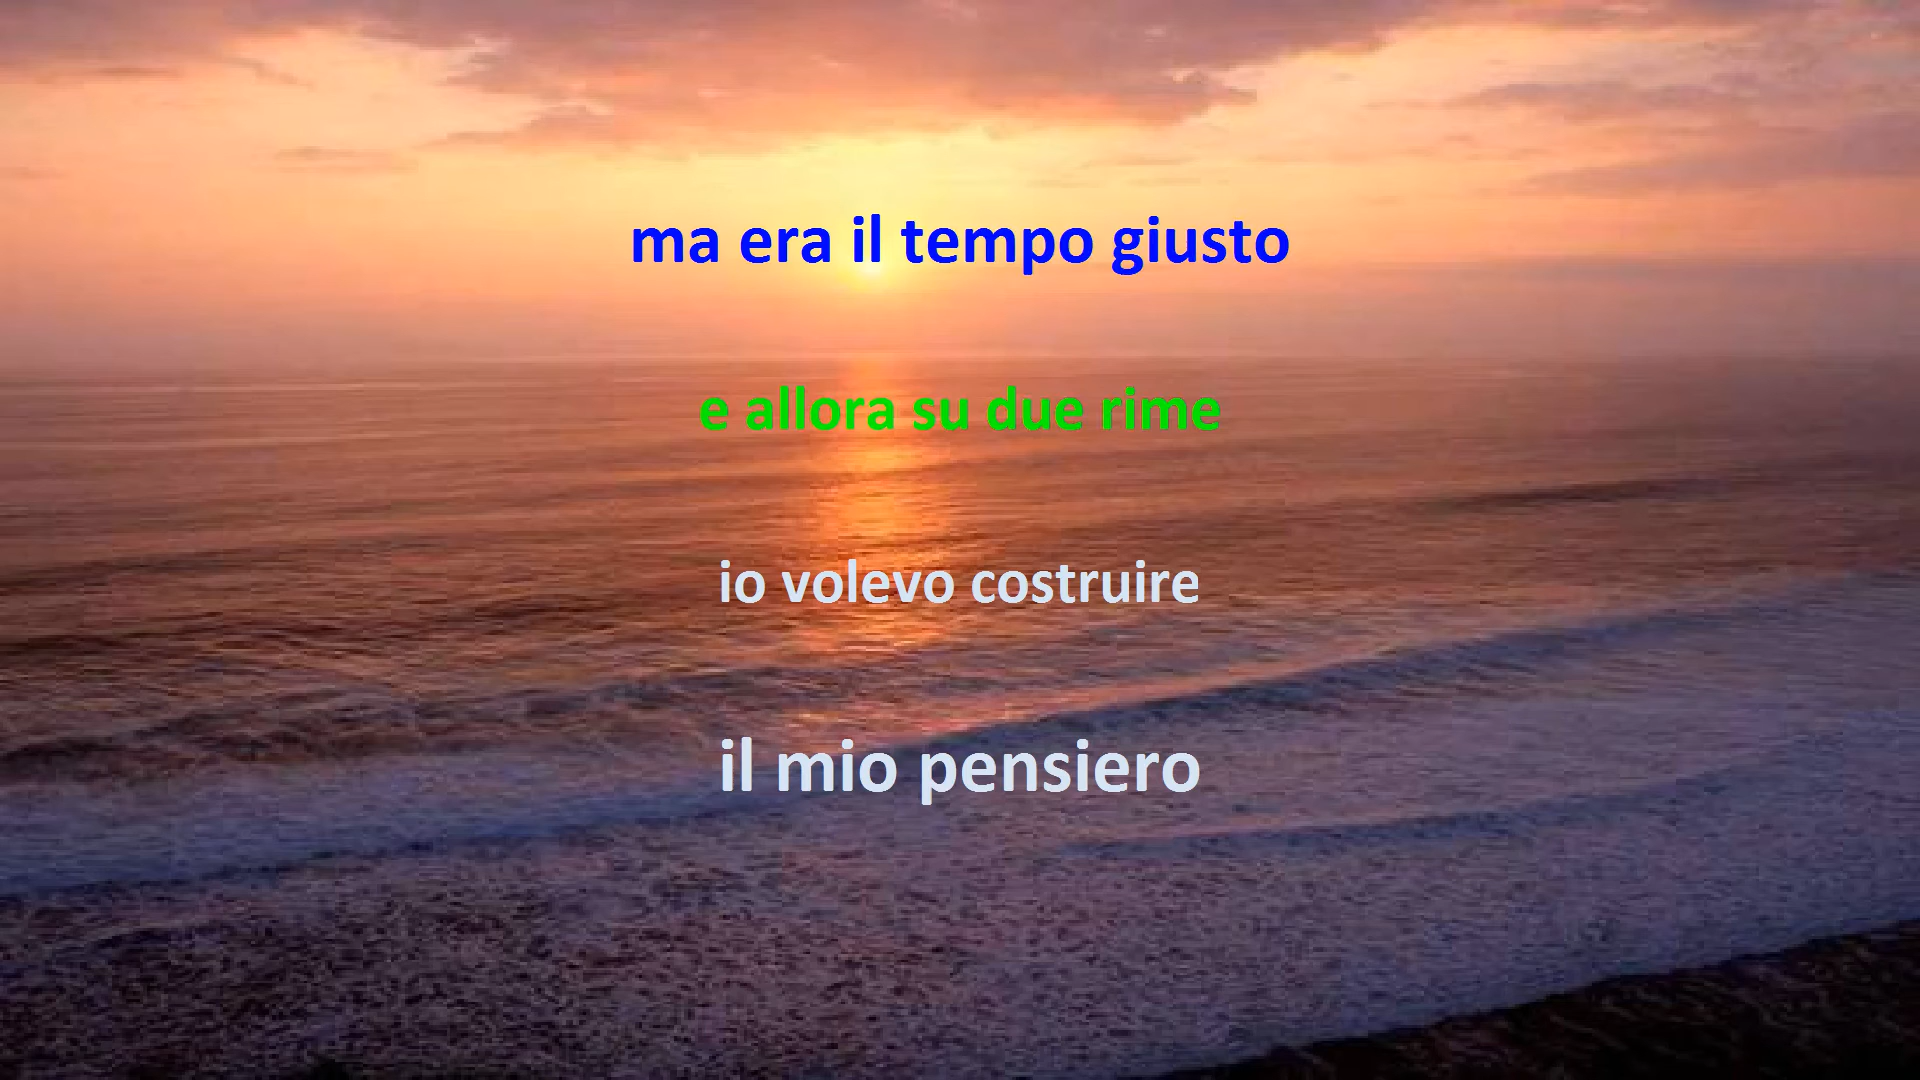 ma era il tempo giusto
e allora su due rime
io volevo costruire
il mio pensiero